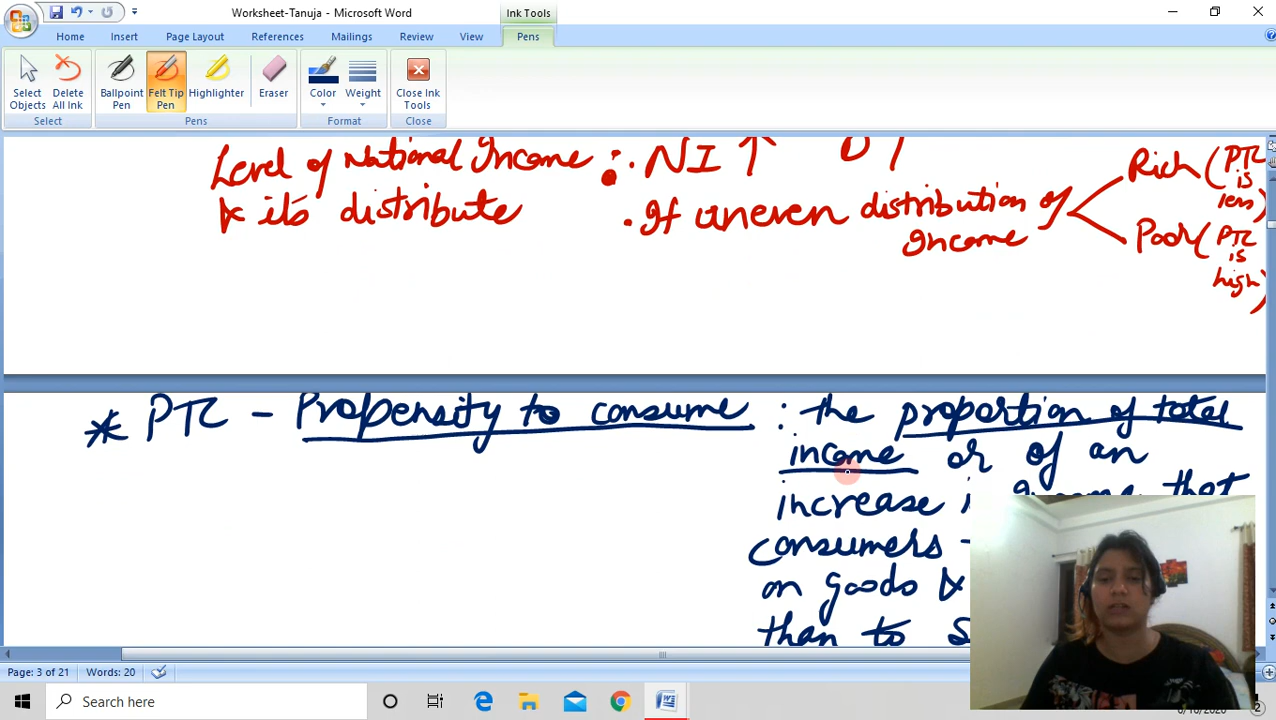 Worksheet-Tanuja - Microsoft Word
Ink Tools
Home Insert Page Layout References Mailings Review View Pens
Select Objects
Delete All Ink
Ballpoint Pen
Felt Tip Pen
Highlighter
Eraser
Color
Weight
Close Ink Tools
Select Pens Format Close
Level of National Income : . NI ↑ D ↑
& its distribute
. If uneven distribution of Income
Rich (PTC is less)
Poor (PTC is high)
* PTC - Propensity to consume : the proportion of total
income or of an
increase in income that
consumers
on goods &
than to S
Page: 3 of 21 Words: 20
Search here
2